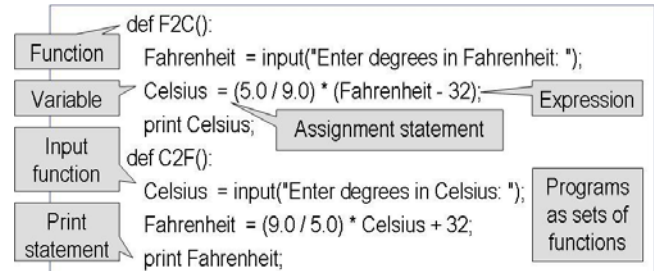 def F2C():
Function
Fahrenheit = input("Enter degrees in Fahrenheit: ");
Variable
Celsius = (5.0 / 9.0) * (Fahrenheit - 32);
Expression
print Celsius;
Assignment statement
Input
function
def C2F():
Celsius = input("Enter degrees in Celsius: ");
Programs
as sets of
functions
Print
statement
Fahrenheit = (9.0 / 5.0) * Celsius + 32;
print Fahrenheit;